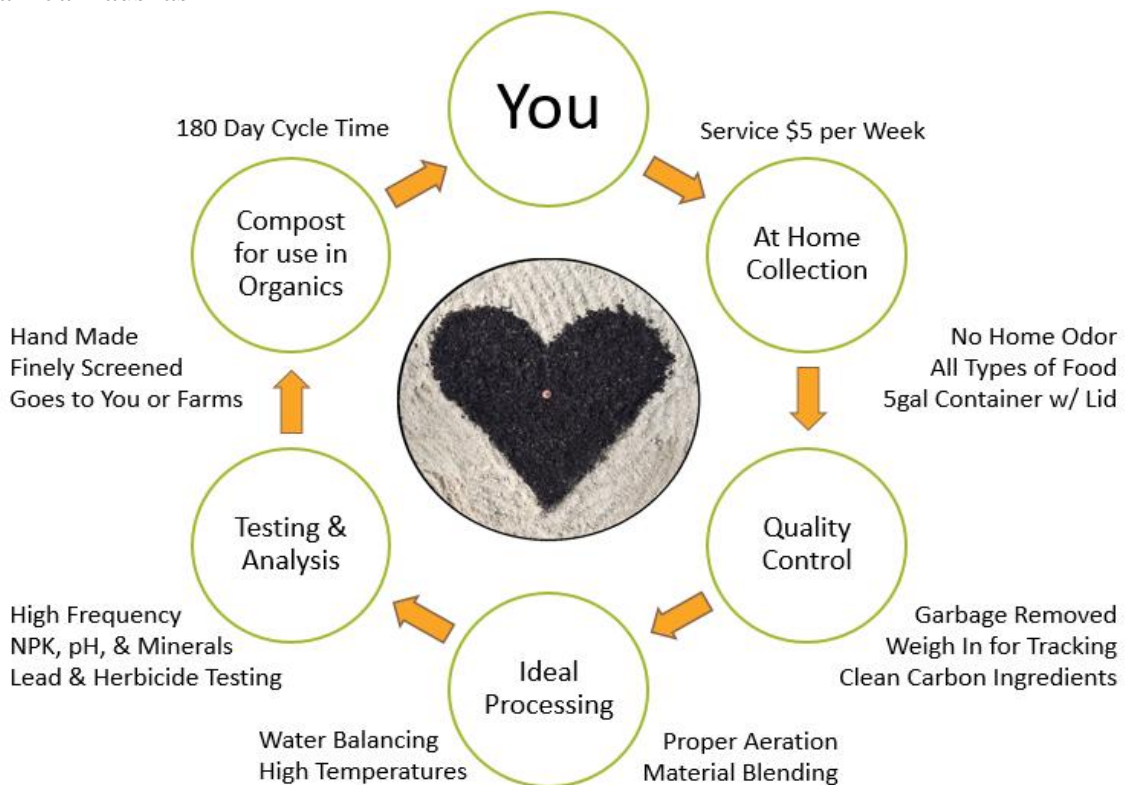 You
180 Day Cycle Time
Service $5 per Week
Compost
for use in
Organics
At Home
Collection
Hand Made
Finely Screened
Goes to You or Farms
No Home Odor
All Types of Food
5gal Container w/ Lid
Testing &
Analysis
Quality
Control
High Frequency
NPK, pH, & Minerals
Lead & Herbicide Testing
Garbage Removed
Weigh In for Tracking
Clean Carbon Ingredients
Ideal
Processing
Water Balancing
High Temperatures
Proper Aeration
Material Blending